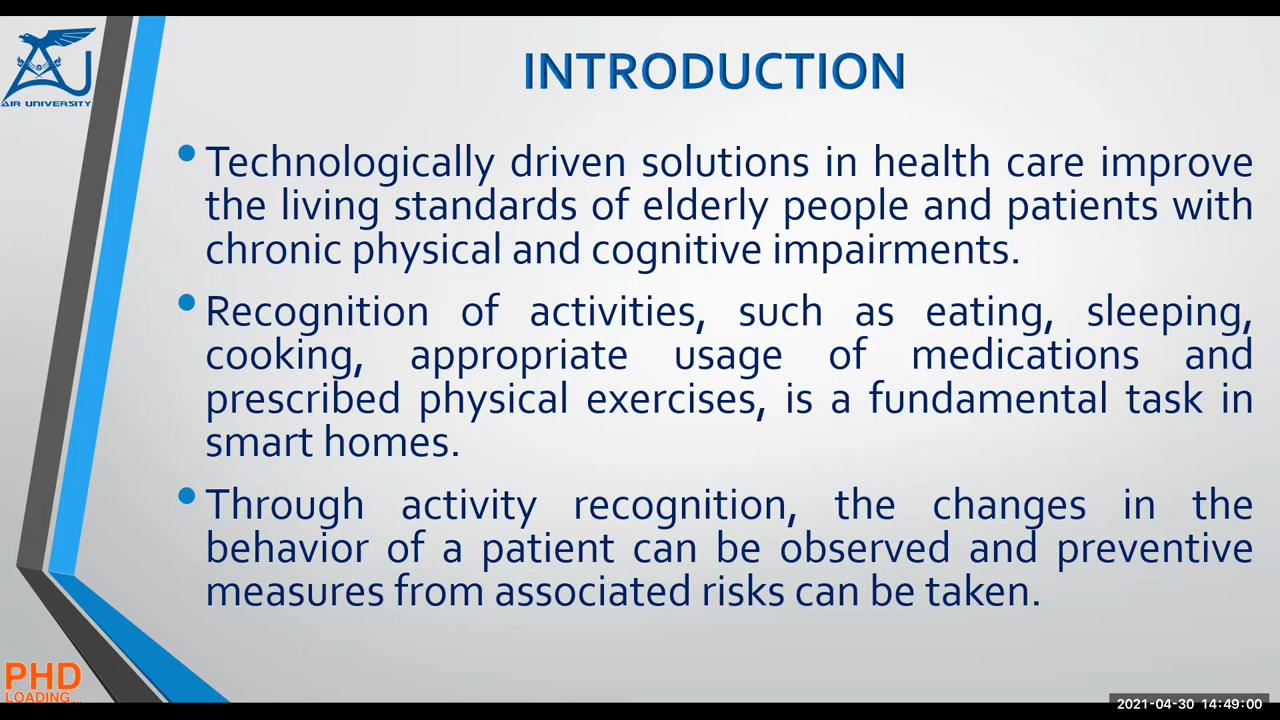 AIR UNIVERSITY
INTRODUCTION
• Technologically driven solutions in health care improve
the living standards of elderly people and patients with
chronic physical and cognitive impairments.
• Recognition of activities, such as eating, sleeping,
cooking, appropriate usage of medications and
prescribed physical exercises, is a fundamental task in
smart homes.
• Through activity recognition, the changes in the
behavior of a patient can be observed and preventive
measures from associated risks can be taken.
PHD
LOADING...
2021-04-30 14:49:00